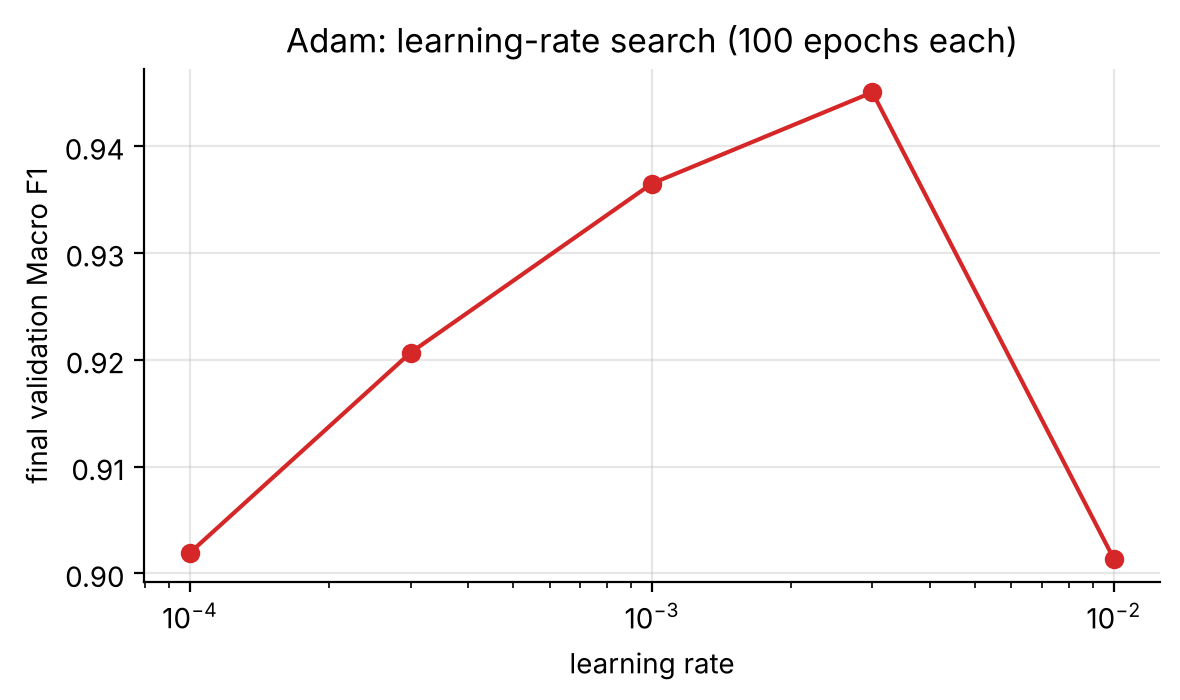 Adam: learning-rate search (100 epochs each)
final validation Macro F1
0.94
0.93
0.92
0.91
0.90
10⁻⁴
10⁻³
10⁻²
learning rate